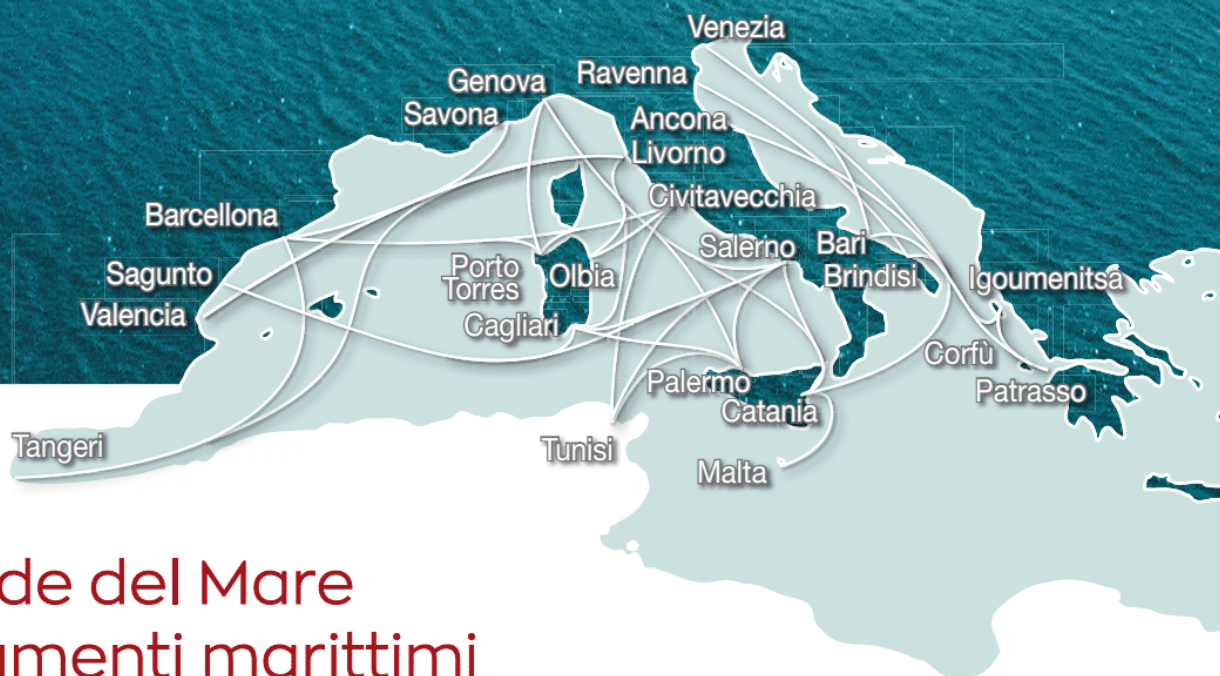 Venezia
Genova
Ravenna
Savona
Ancona
Livorno
Civitavecchia
Barcellona
Salerno
Bari
Sagunto
Porto
Torres
Olbia
Brindisi
Igoumenitsa
Valencia
Cagliari
Corfù
Palermo
Patrasso
Catania
Tangeri
Tunisi
Malta
de del Mare
amenti marittimi